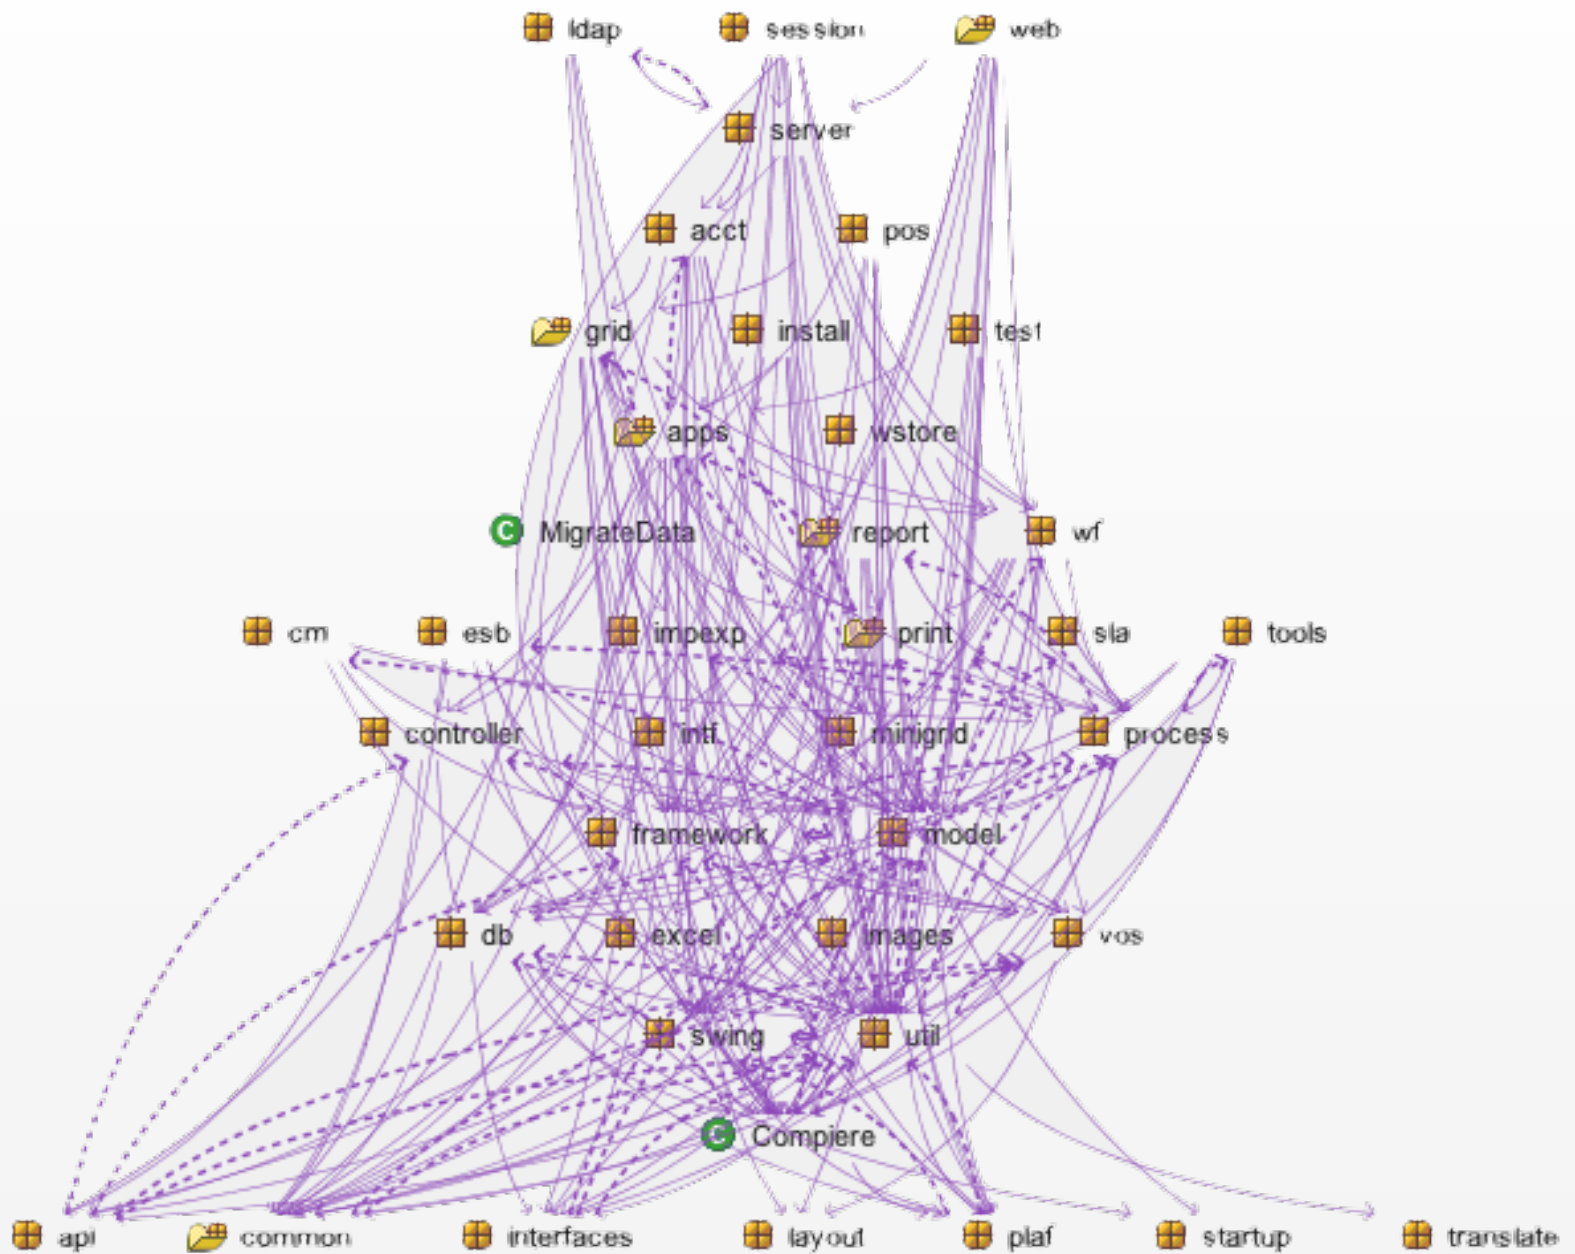 ldap session web
server
acct pos
grid install test
apps wstore
C MigrateData report wf
cm esb impexp print sla tools
controller intf minigrid process
framework model
db excel images vos
swing util
C Compiere
api common interfaces layout plaf startup translate